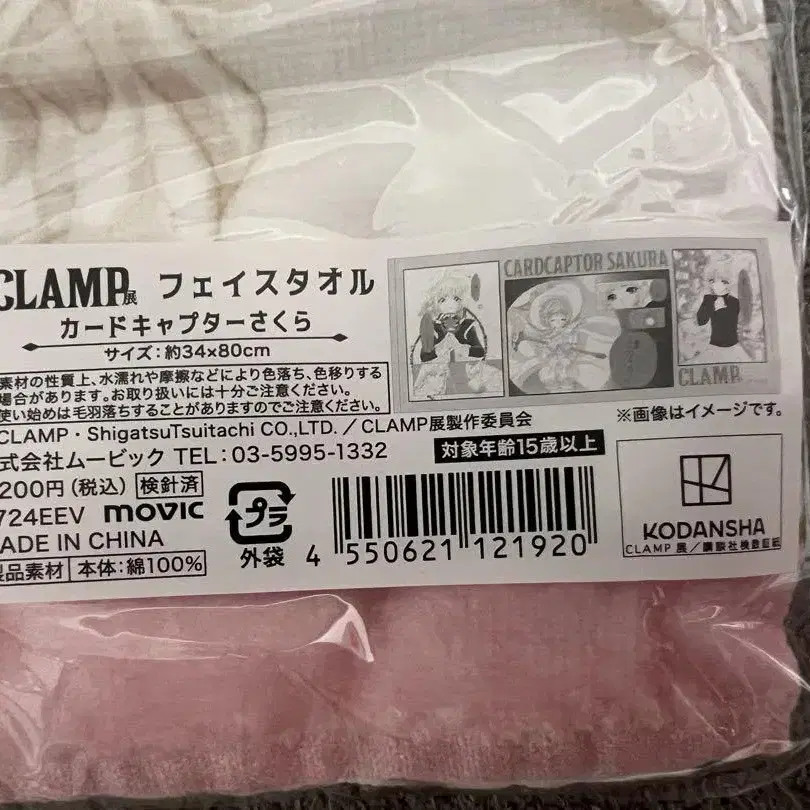 CLAMP展 フェイスタオル
カードキャプターさくら
サイズ：約34×80cm
素材の性質上、水濡れや摩擦などにより色落ち、色移りする
場合があります。お取り扱いには十分ご注意ください。
使い始めは毛羽落ちすることがありますのでご注意ください。
CLAMP・ShigatsuTsuitachi CO.,LTD. / CLAMP展製作委員会
式会社ムービック TEL：03-5995-1332
対象年齢15歳以上
200円（税込） 検針済
724EEV movic
MADE IN CHINA
製品素材 本体：綿100%
プラ
外袋
4 550621 121920
CARDCAPTOR SAKURA
CLAMP
※画像はイメージです。
KODANSHA
CLAMP 展／講談社検数証紙